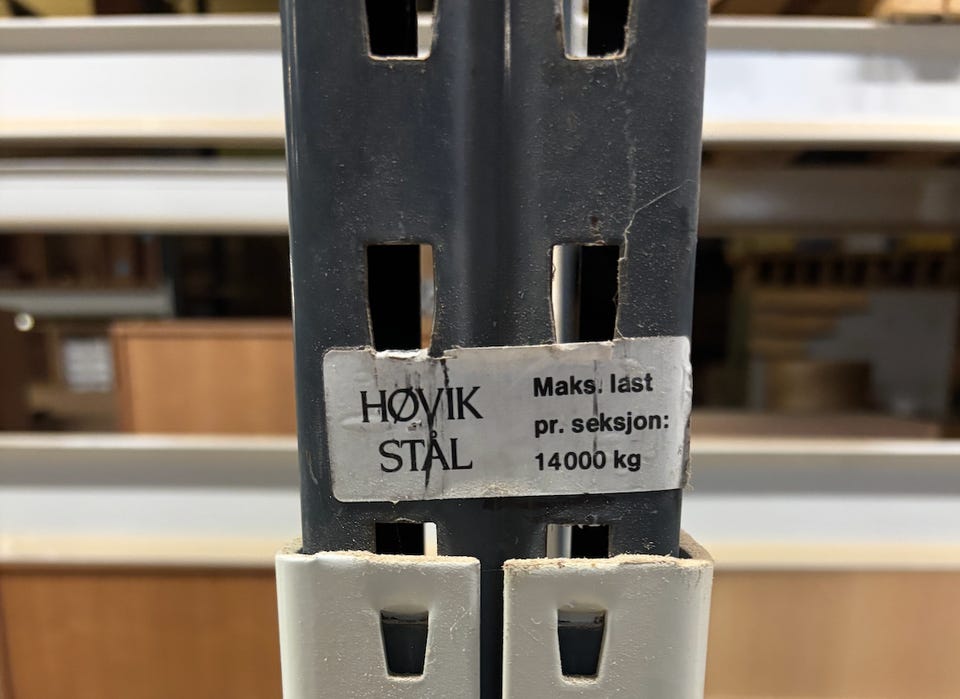 HØVIK
STÅL
Maks. last
pr. seksjon:
14000 kg